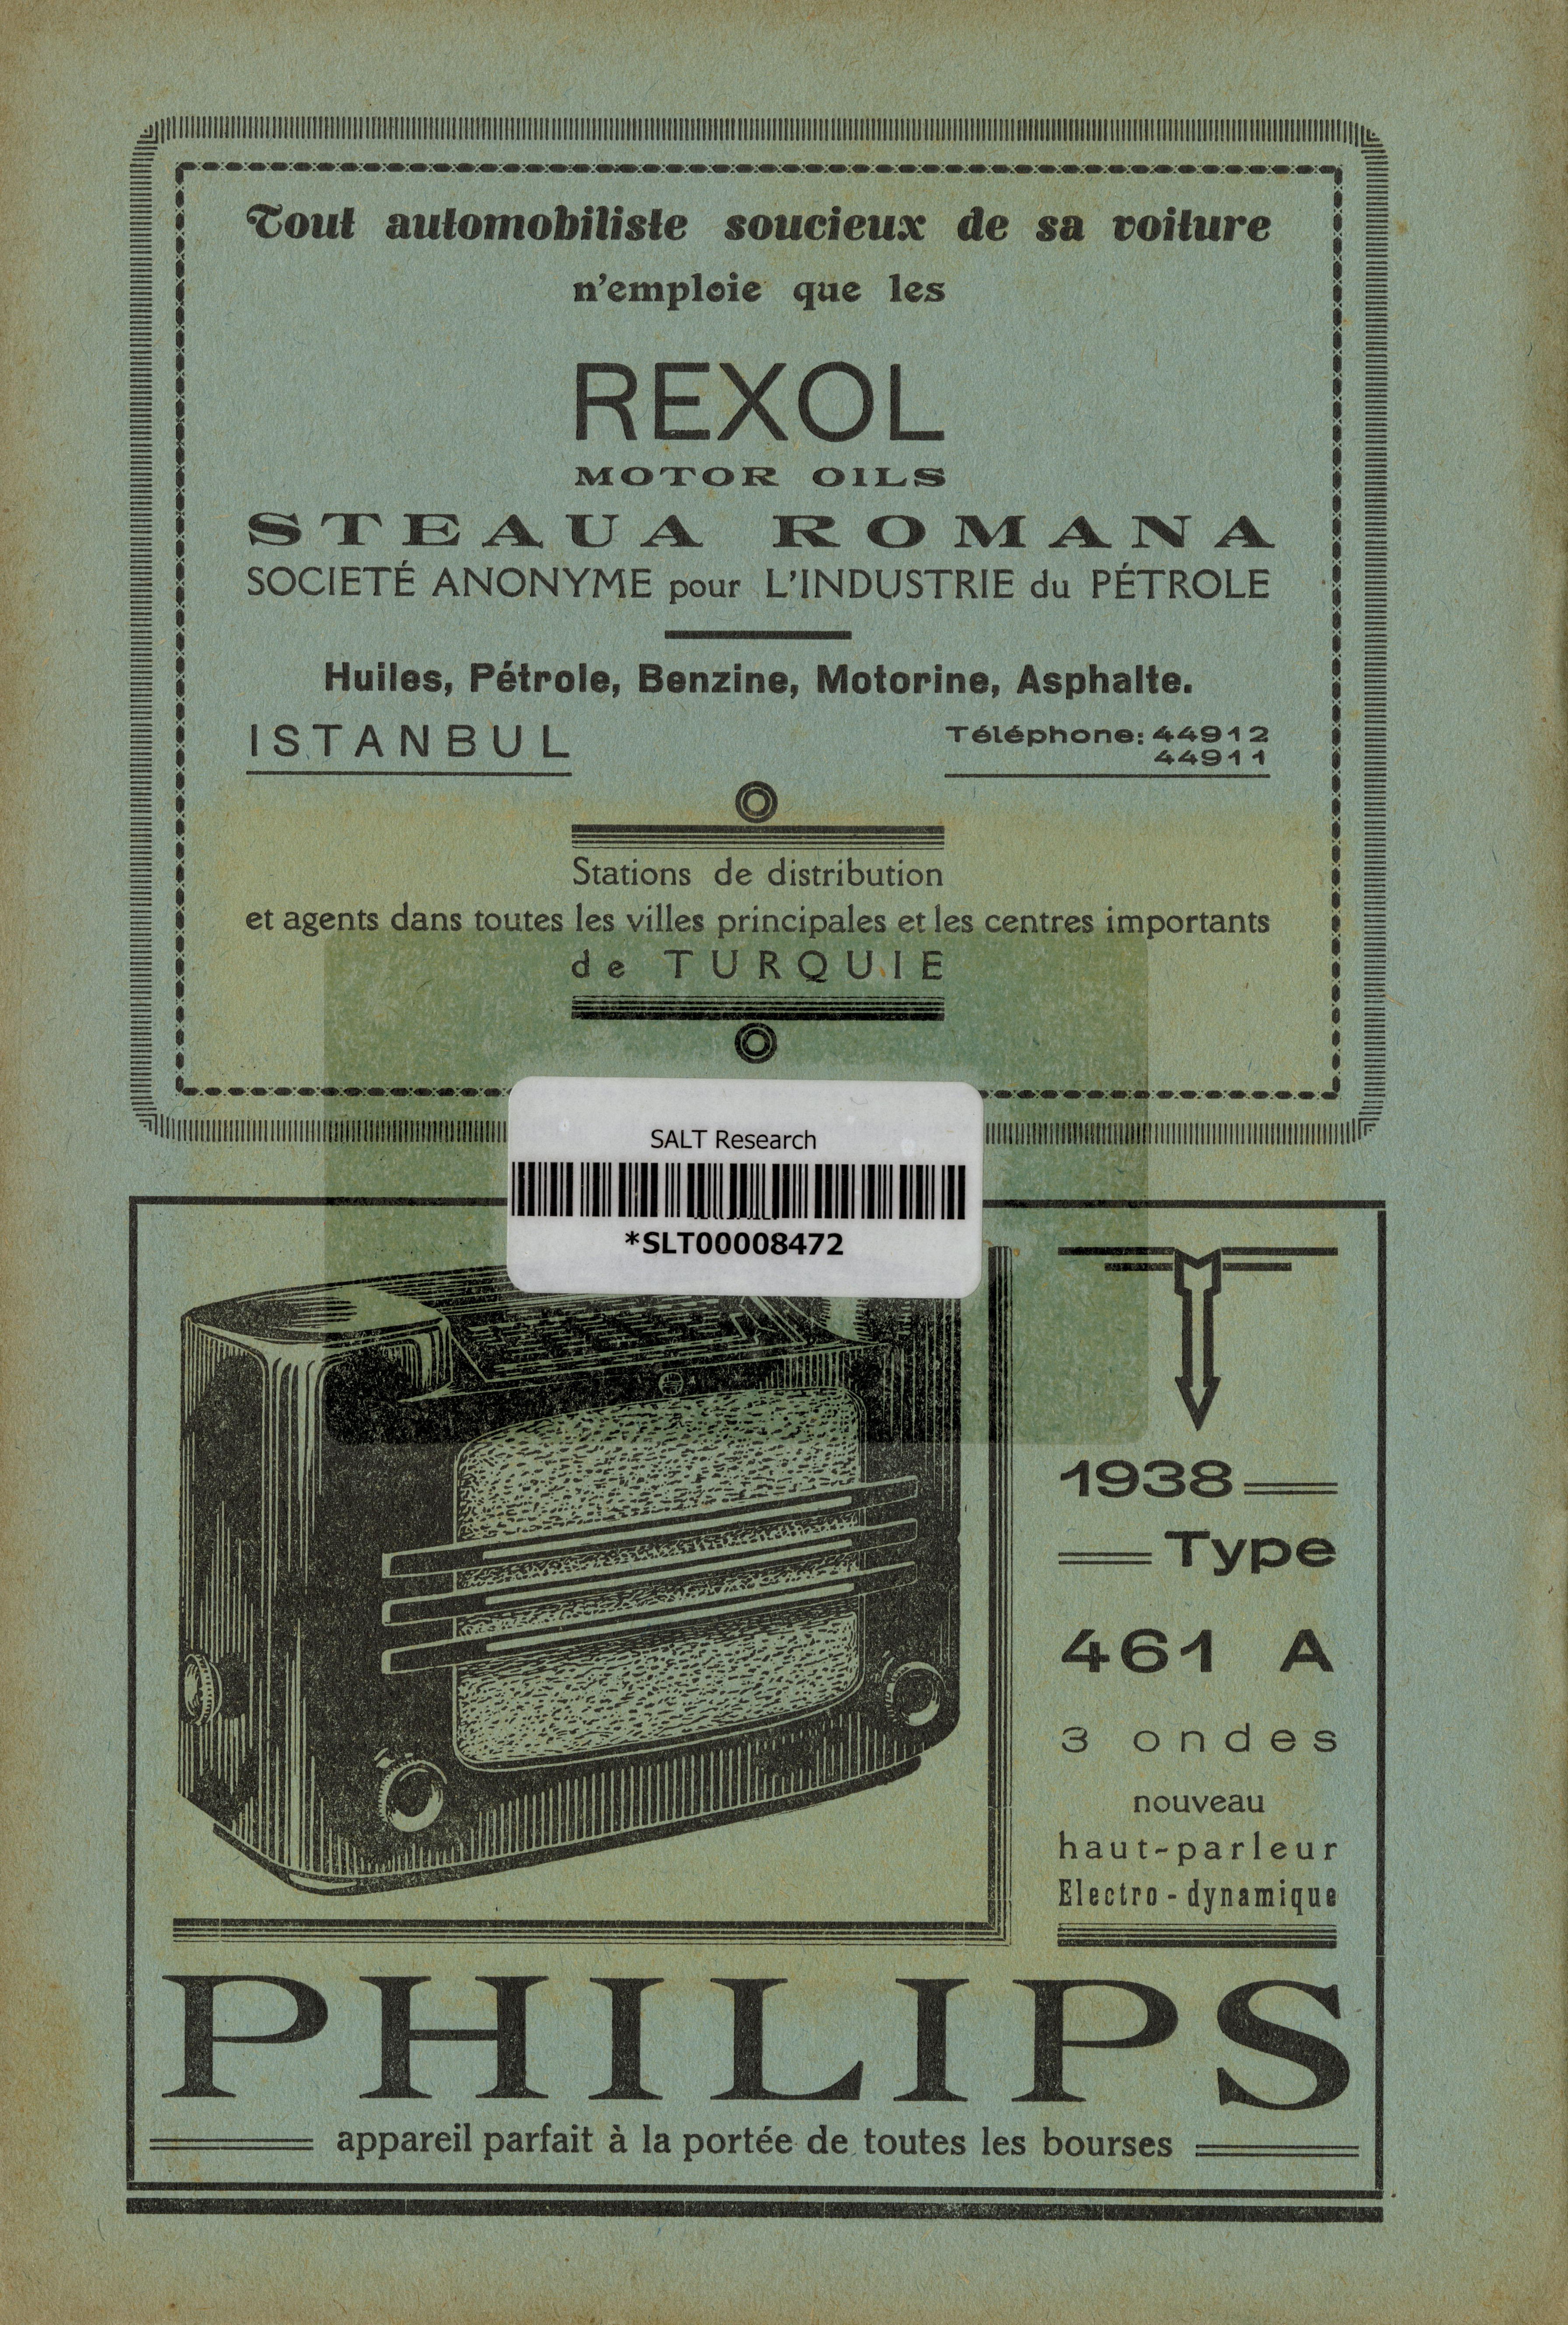 Tout automobiliste soucieux de sa voiture
n'emploie que les
REXOL
MOTOR OILS
STEAUA ROMANA
SOCIETÉ ANONYME pour L'INDUSTRIE du PÉTROLE
Huiles, Pétrole, Benzine, Motorine, Asphalte.
ISTANBUL
Téléphone: 44912
44911
Stations de distribution
et agents dans toutes les villes principales et les centres importants
de TURQUIE
SALT Research
*SLT00008472
1938
Type
461 A
3 ondes
nouveau
haut-parleur
Electro-dynamique
PHILIPS
appareil parfait à la portée de toutes les bourses